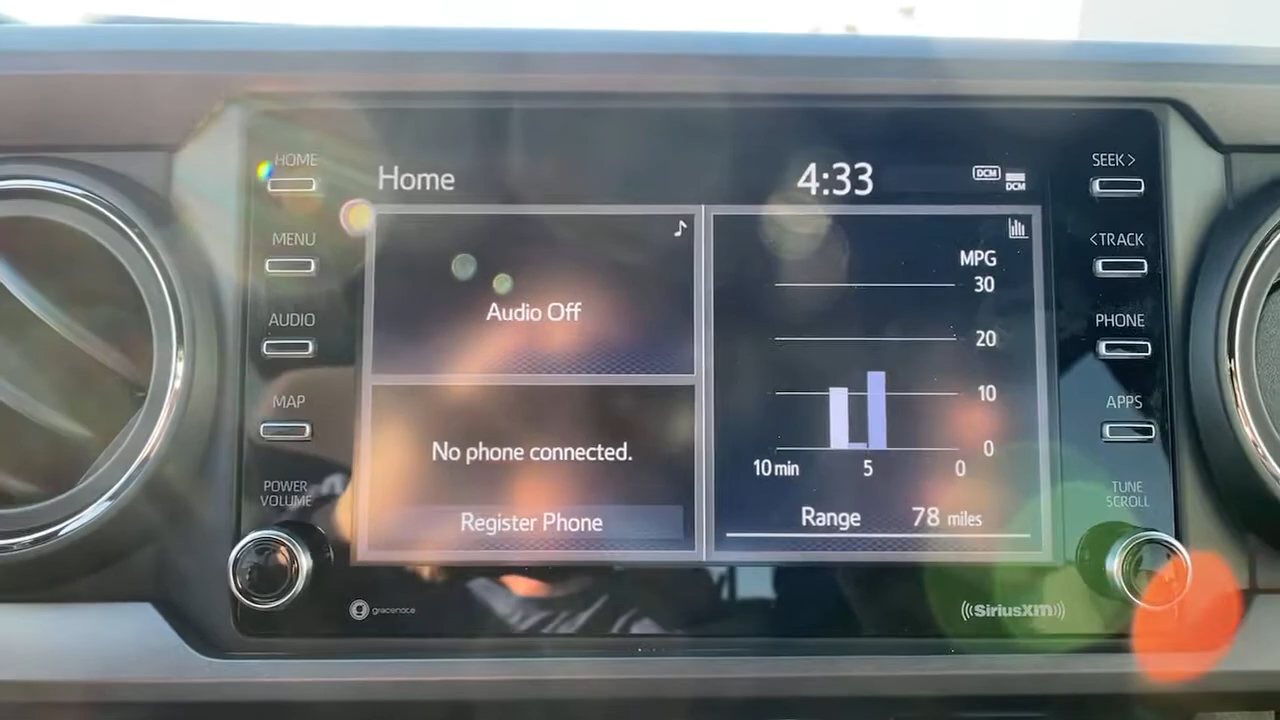 HOME
MENU
AUDIO
MAP
POWER
VOLUME
Home
4:33
DCM
DCM
Audio Off
No phone connected.
Register Phone
MPG
30
20
10
0
10 min 5 0
Range 78 miles
SEEK >
< TRACK
PHONE
APPS
TUNE
SCROLL
gracenote
((SiriusXM))